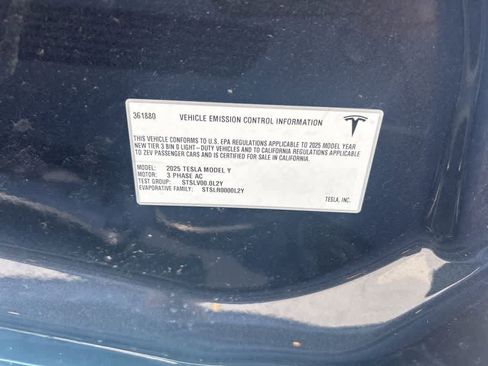 361880 VEHICLE EMISSION CONTROL INFORMATION
THIS VEHICLE CONFORMS TO U.S. EPA REGULATIONS APPLICABLE TO 2025 MODEL YEAR
NEW TIER 3 BIN 0 LIGHT-DUTY VEHICLES AND TO CALIFORNIA REGULATIONS APPLICABLE
TO ZEV PASSENGER CARS AND IS CERTIFIED FOR SALE IN CALIFORNIA.
MODEL: 2025 TESLA MODEL Y
MOTOR: 3 PHASE AC
TEST GROUP: STSLV00.0L2Y
EVAPORATIVE FAMILY: STSLR0000L2Y
TESLA, INC.